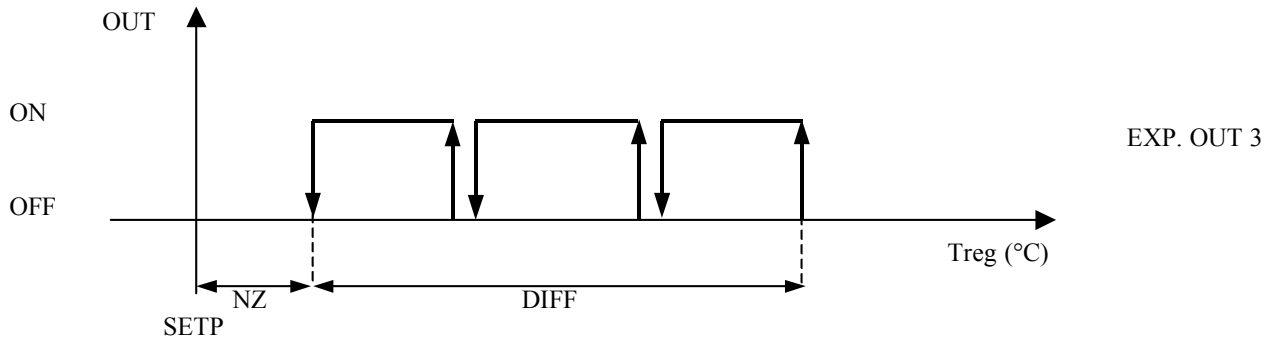 OUT
ON
EXP. OUT 3
OFF
Treg (°C)
NZ
DIFF
SETP